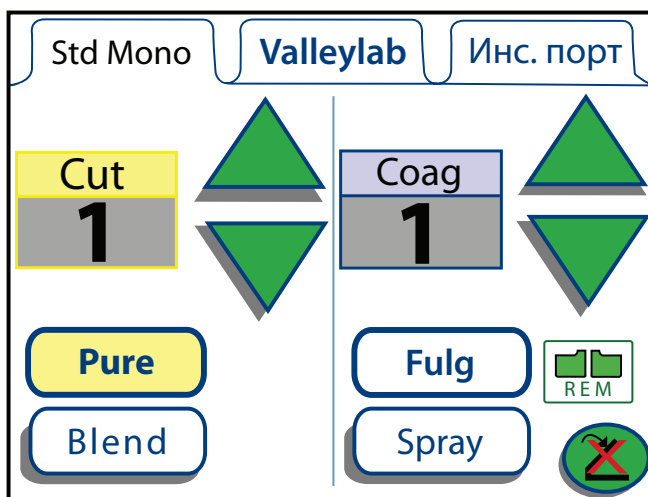 Std Mono
Valleylab
Инс. порт
Cut
1
Coag
1
Pure
Blend
Fulg
Spray
REM